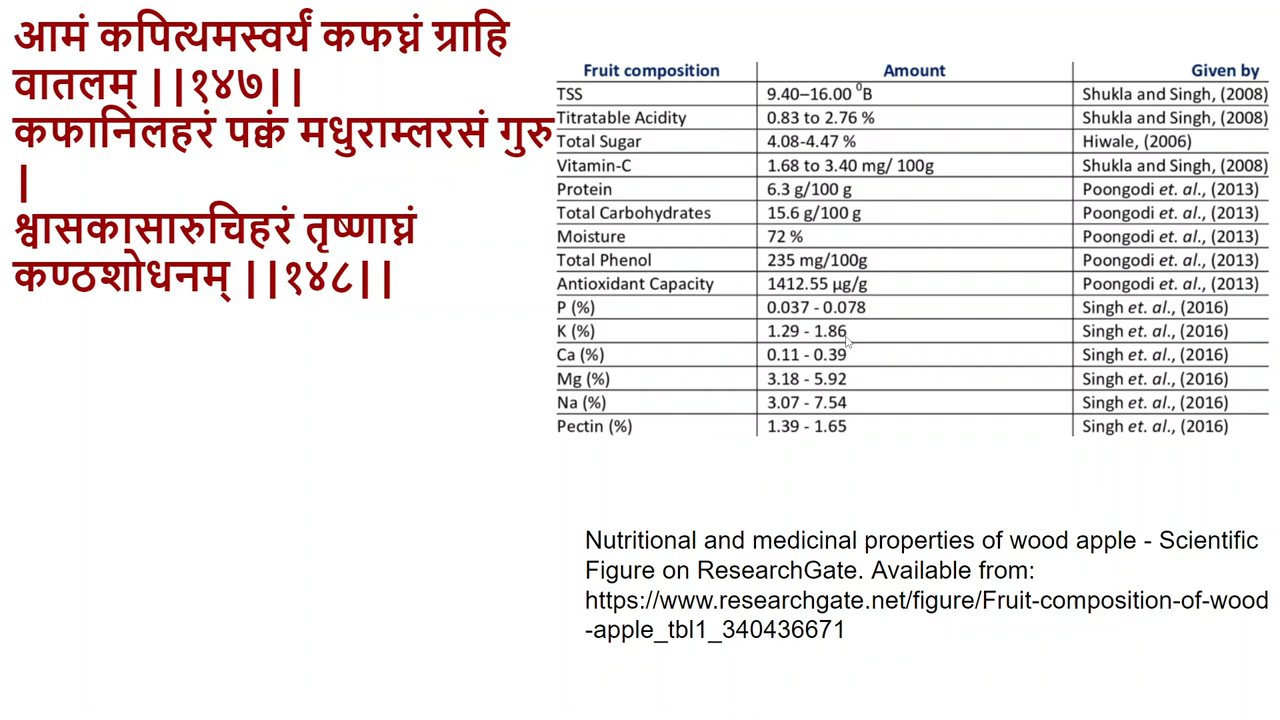 आमं कपित्थमस्वर्यं कफघ्नं ग्राहि
वातलम् ||१४७||
कफानिलहरं पक्वं मधुराम्लरसं गुरु
|
श्वासकासारुचिहरं तृष्णाघ्नं
कण्ठशोधनम् ||१४८||
Fruit composition Amount Given by
TSS 9.40–16.00 ⁰B Shukla and Singh, (2008)
Titratable Acidity 0.83 to 2.76 % Shukla and Singh, (2008)
Total Sugar 4.08-4.47 % Hiwale, (2006)
Vitamin-C 1.68 to 3.40 mg/ 100g Shukla and Singh, (2008)
Protein 6.3 g/100 g Poongodi et. al., (2013)
Total Carbohydrates 15.6 g/100 g Poongodi et. al., (2013)
Moisture 72 % Poongodi et. al., (2013)
Total Phenol 235 mg/100g Poongodi et. al., (2013)
Antioxidant Capacity 1412.55 µg/g Poongodi et. al., (2013)
P (%) 0.037 - 0.078 Singh et. al., (2016)
K (%) 1.29 - 1.86 Singh et. al., (2016)
Ca (%) 0.11 - 0.39 Singh et. al., (2016)
Mg (%) 3.18 - 5.92 Singh et. al., (2016)
Na (%) 3.07 - 7.54 Singh et. al., (2016)
Pectin (%) 1.39 - 1.65 Singh et. al., (2016)
Nutritional and medicinal properties of wood apple - Scientific
Figure on ResearchGate. Available from:
https://www.researchgate.net/figure/Fruit-composition-of-wood
-apple_tbl1_340436671